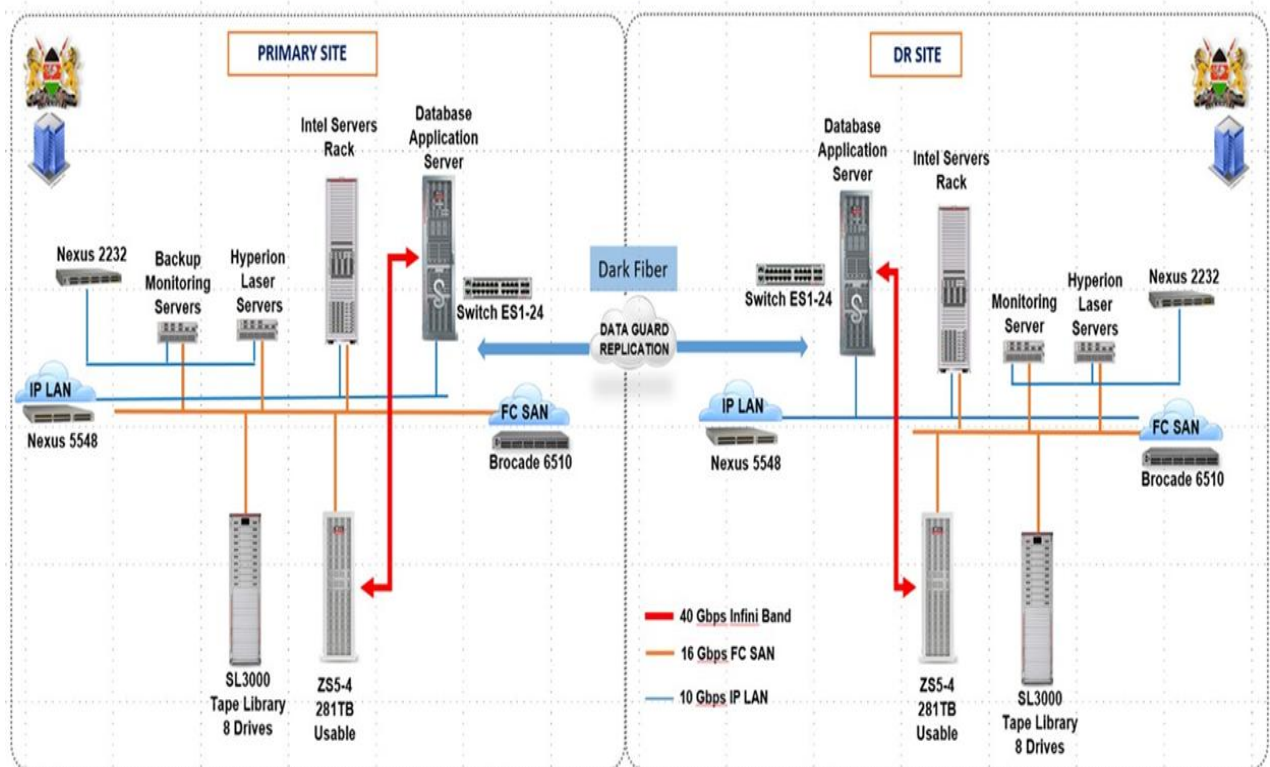 PRIMARY SITE
Intel Servers
Rack
Database
Application
Server
Nexus 2232
Backup
Monitoring
Servers
Hyperion
Laser
Servers
Switch ES1-24
IP LAN
Nexus 5548
FC SAN
Brocade 6510
SL3000
Tape Library
8 Drives
ZS5-4
281TB
Usable
Dark Fiber
DATA GUARD
REPLICATION
DR SITE
Database
Application
Server
Intel Servers
Rack
Switch ES1-24
Monitoring
Server
Hyperion
Laser
Servers
Nexus 2232
IP LAN
Nexus 5548
FC SAN
Brocade 6510
40 Gbps Infini Band
16 Gbps FC SAN
10 Gbps IP LAN
ZS5-4
281TB
Usable
SL3000
Tape Library
8 Drives